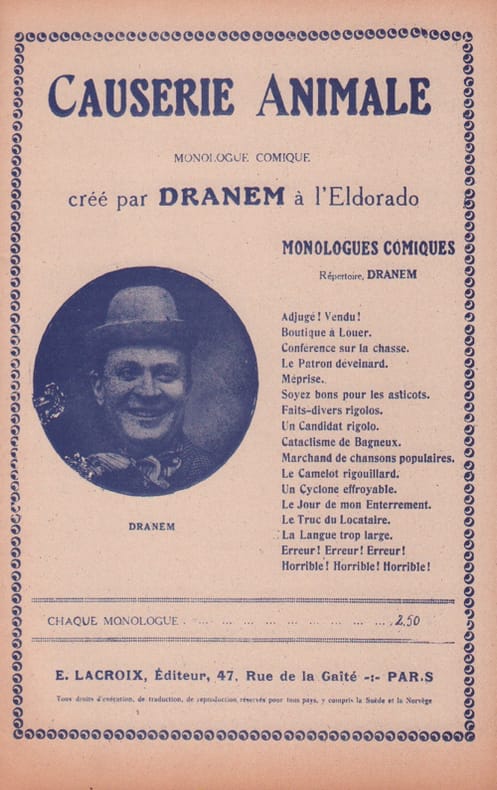 CAUSERIE ANIMALE
MONOLOGUE COMIQUE
créé par DRANEM à l'Eldorado
MONOLOGUES COMIQUES
Répertoire, DRANEM
Adjugé! Vendu!
Boutique à Louer.
Conférence sur la chasse.
Le Patron déveinard.
Méprise.
Soyez bons pour les asticots.
Faits-divers rigolos.
Un Candidat rigolo.
Cataclisme de Bagneux.
Marchand de chansons populaires.
Le Camelot rigouillard.
Un Cyclone effroyable.
Le Jour de mon Enterrement.
Le Truc du Locataire.
La Langue trop large.
Erreur! Erreur! Erreur!
Horrible! Horrible! Horrible!
DRANEM
CHAQUE MONOLOGUE . ... ... ... ... ... ... ... ... ... 2,50
E. LACROIX, Éditeur, 47, Rue de la Gaîté -:- PARIS
Tous droits d'exécution, de traduction, de reproduction réservés pour tous pays, y compris la Suède et la Norvège